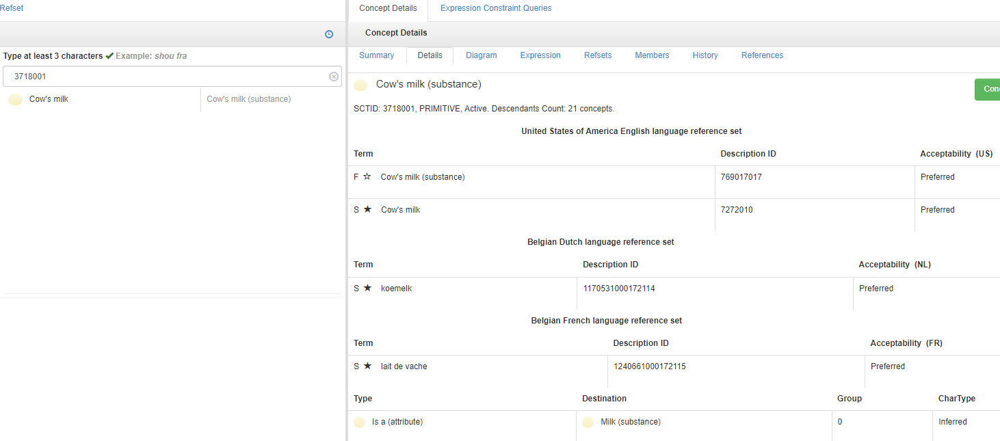 Refset
Type at least 3 characters ✔ Example: shou fra
3718001
Cow's milk Cow's milk (substance)
Concept Details Expression Constraint Queries
Concept Details
Summary Details Diagram Expression Refsets Members History References
Cow's milk (substance)
Con
SCTID: 3718001, PRIMITIVE, Active. Descendants Count: 21 concepts.
United States of America English language reference set
Term Description ID Acceptability (US)
F ☆ Cow's milk (substance) 769017017 Preferred
S ★ Cow's milk 7272010 Preferred
Belgian Dutch language reference set
Term Description ID Acceptability (NL)
S ★ koemelk 1170531000172114 Preferred
Belgian French language reference set
Term Description ID Acceptability (FR)
S ★ lait de vache 1240661000172115 Preferred
Type Destination Group CharType
Is a (attribute) Milk (substance) 0 Inferred